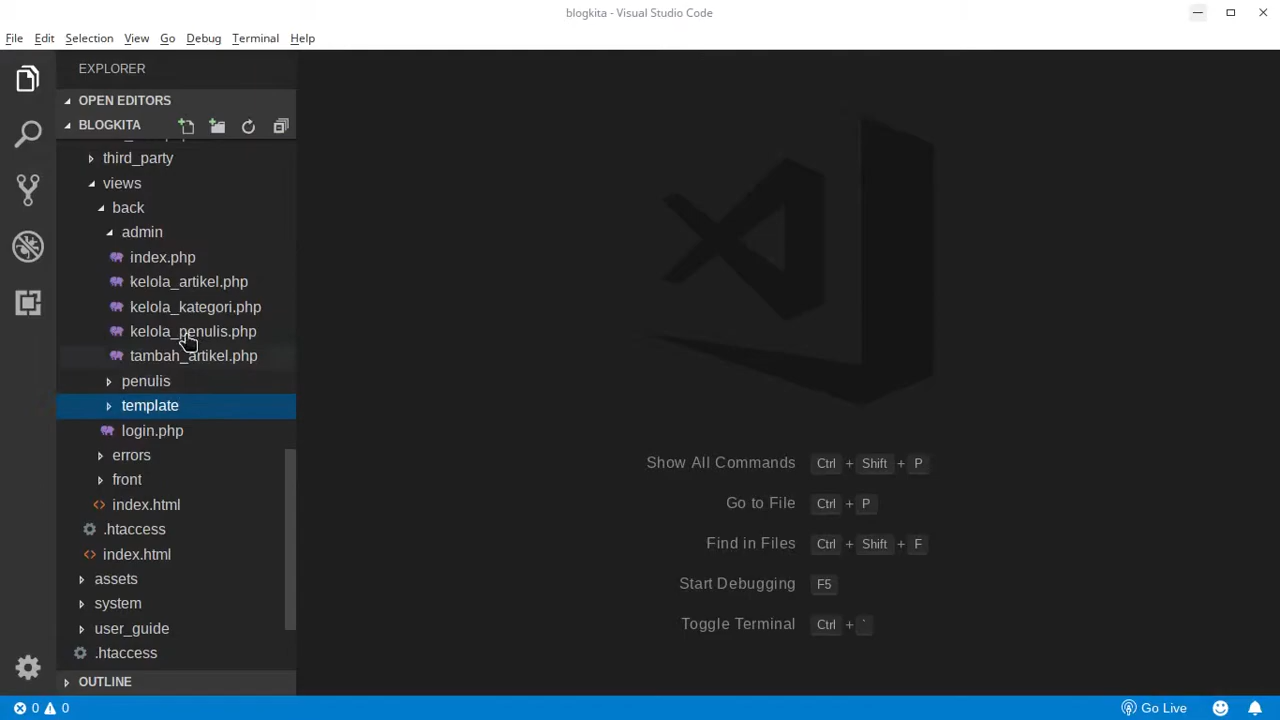 blogkita - Visual Studio Code
File Edit Selection View Go Debug Terminal Help
EXPLORER
OPEN EDITORS
BLOGKITA
third_party
views
back
admin
index.php
kelola_artikel.php
kelola_kategori.php
kelola_penulis.php
tambah_artikel.php
penulis
template
login.php
errors
front
index.html
.htaccess
index.html
assets
system
user_guide
.htaccess
OUTLINE
Show All Commands Ctrl + Shift + P
Go to File Ctrl + P
Find in Files Ctrl + Shift + F
Start Debugging F5
Toggle Terminal Ctrl + `
0 0 Go Live